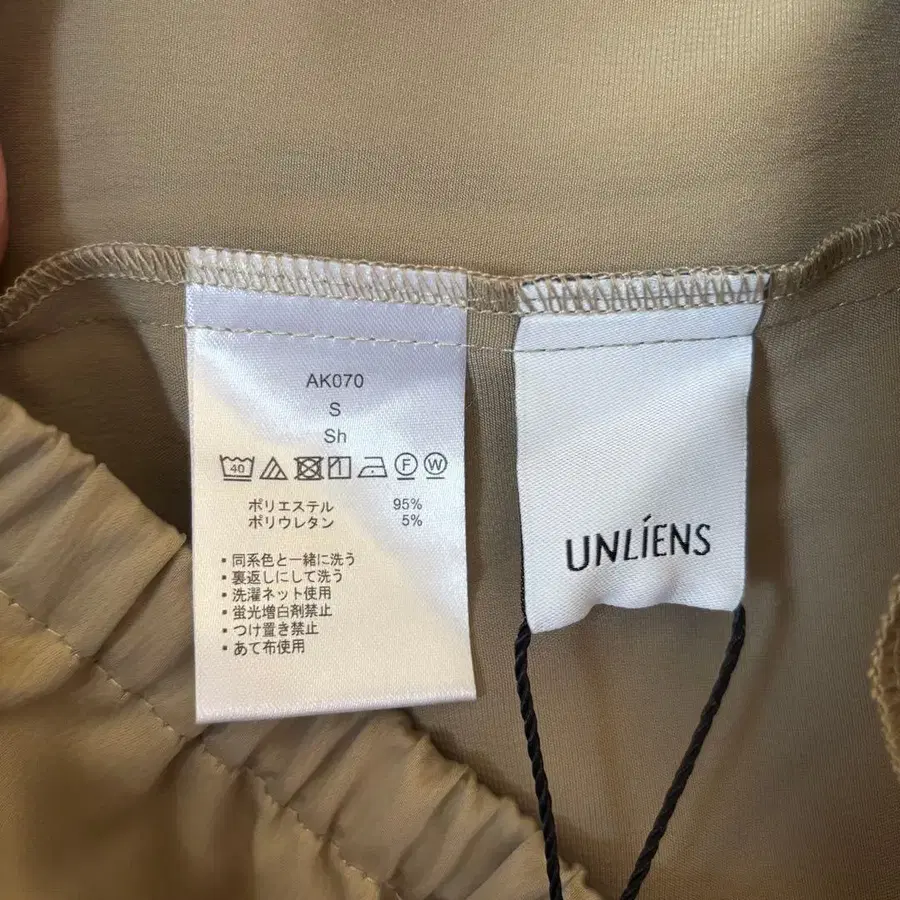 AK070
S
Sh
40 F W
ポリエステル 95%
ポリウレタン 5%
・同系色と一緒に洗う
・裏返しにして洗う
・洗濯ネット使用
・蛍光増白剤禁止
・つけ置き禁止
・あて布使用
UNLÍENS